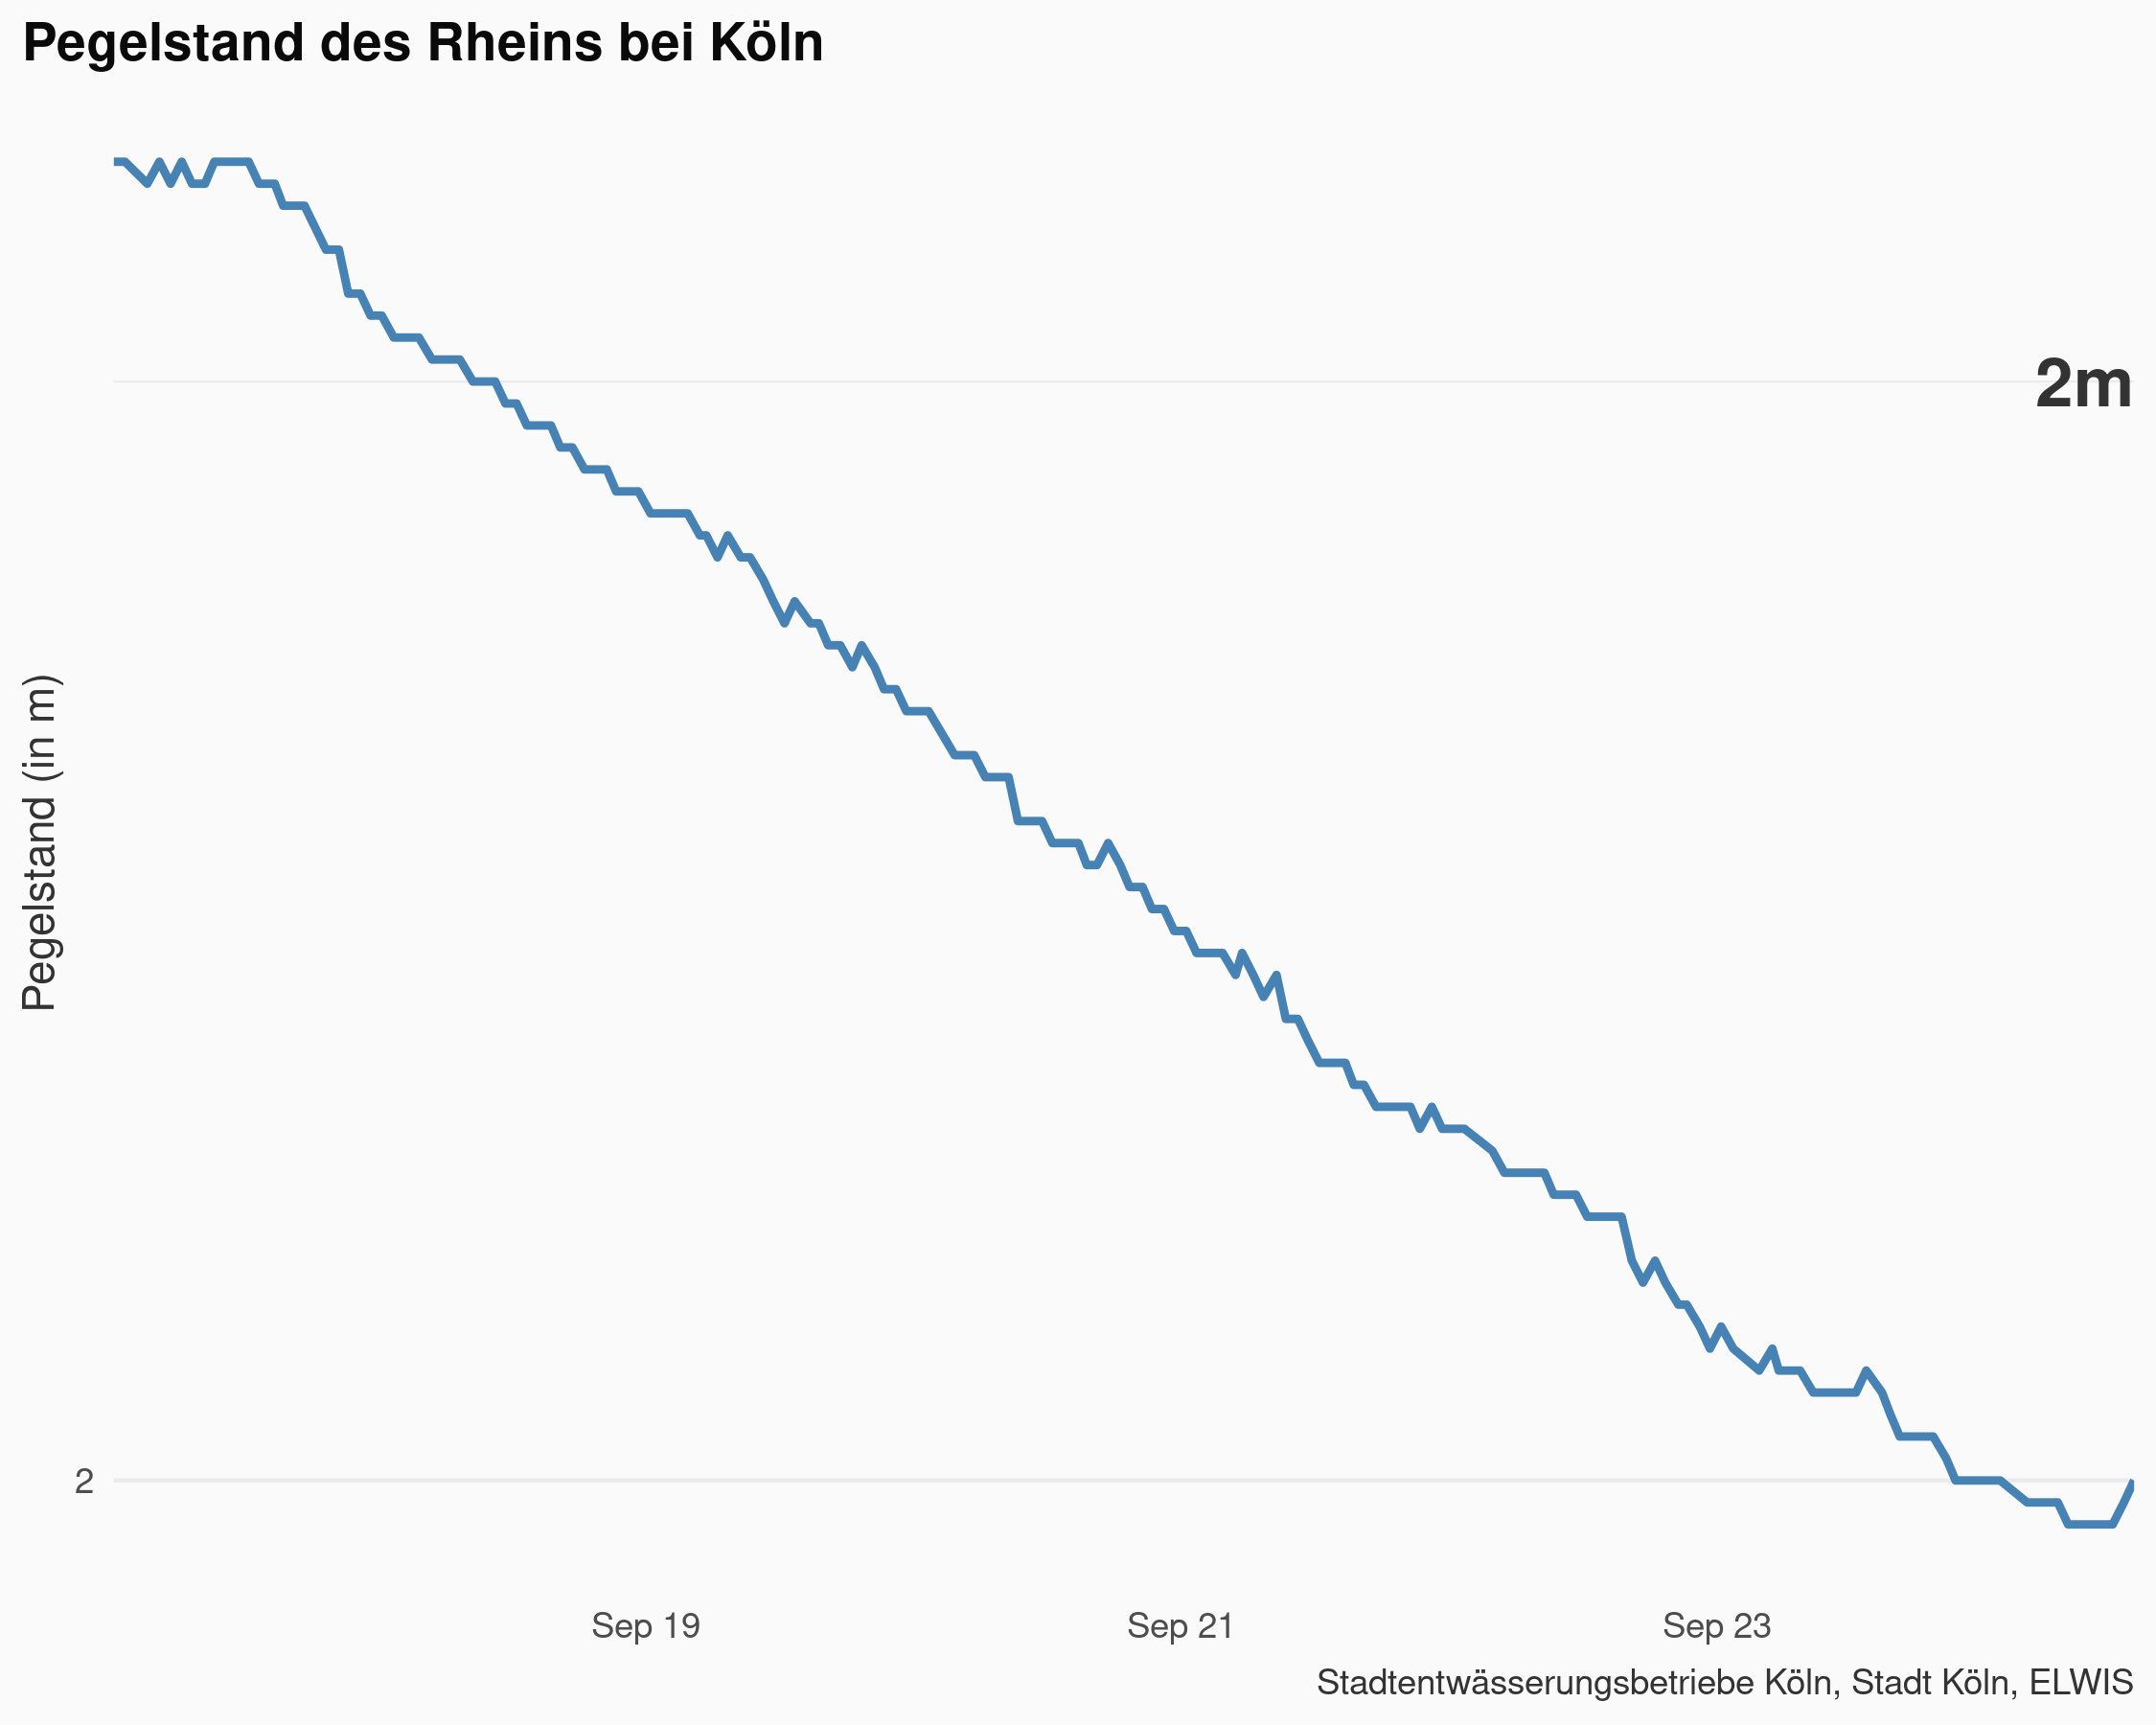 Pegelstand des Rheins bei Köln
2m
Pegelstand (in m)
2
Sep 19
Sep 21
Sep 23
Stadtentwässerungsbetriebe Köln, Stadt Köln, ELWIS